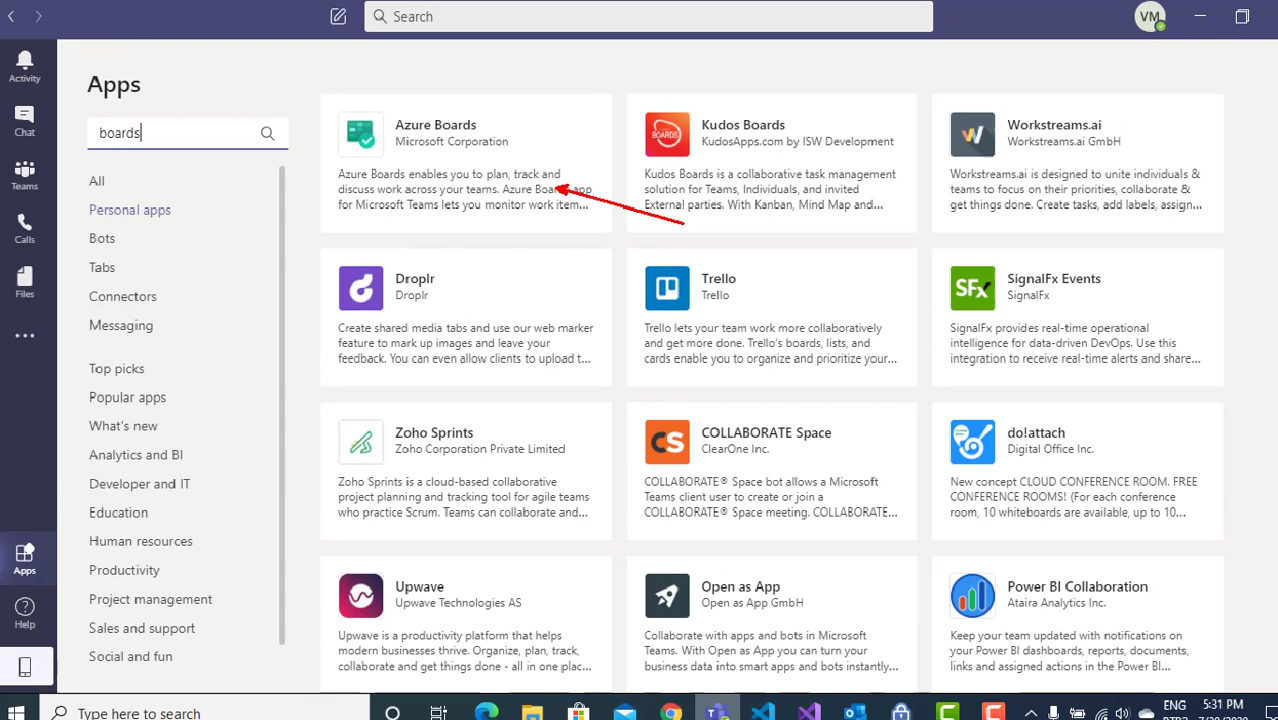 Search
VM
Activity
Chat
Teams
Calls
Files
Apps
Help
Apps
boards
All
Personal apps
Bots
Tabs
Connectors
Messaging
Top picks
Popular apps
What's new
Analytics and BI
Developer and IT
Education
Human resources
Productivity
Project management
Sales and support
Social and fun
Azure Boards
Microsoft Corporation
Azure Boards enables you to plan, track and
discuss work across your teams. Azure Boards app
for Microsoft Teams lets you monitor work item...
Kudos Boards
KudosApps.com by ISW Development
Kudos Boards is a collaborative task management
solution for Teams, Individuals, and invited
External parties. With Kanban, Mind Map and...
Workstreams.ai
Workstreams.ai GmbH
Workstreams.ai is designed to unite individuals &
teams to focus on their priorities, collaborate &
get things done. Create tasks, add labels, assign...
Droplr
Droplr
Create shared media tabs and use our web marker
feature to mark up images and leave your
feedback. You can even allow clients to upload t...
Trello
Trello
Trello lets your team work more collaboratively
and get more done. Trello's boards, lists, and
cards enable you to organize and prioritize your...
SFx
SignalFx Events
SignalFx
SignalFx provides real-time operational
intelligence for data-driven DevOps. Use this
integration to receive real-time alerts and share...
Zoho Sprints
Zoho Corporation Private Limited
Zoho Sprints is a cloud-based collaborative
project planning and tracking tool for agile teams
who practice Scrum. Teams can collaborate and...
CS
COLLABORATE Space
ClearOne Inc.
COLLABORATE® Space bot allows a Microsoft
Teams client user to create or join a
COLLABORATE® Space meeting. COLLABORATE...
do!attach
Digital Office Inc.
New concept CLOUD CONFERENCE ROOM. FREE
CONFERENCE ROOMS! (For each conference
room, 10 whiteboards are available, up to 10...
Upwave
Upwave Technologies AS
Upwave is a productivity platform that helps
modern businesses thrive. Organize, plan, track,
collaborate and get things done - all in one plac...
Open as App
Open as App GmbH
Collaborate with apps and bots in Microsoft
Teams. With Open as App you can turn your
business data into smart apps and bots instantly...
Power BI Collaboration
Ataira Analytics Inc.
Keep your team updated with notifications on
your Power BI dashboards, reports, documents,
links and assigned actions in the Power BI...
Type here to search
ENG
5:31 PM